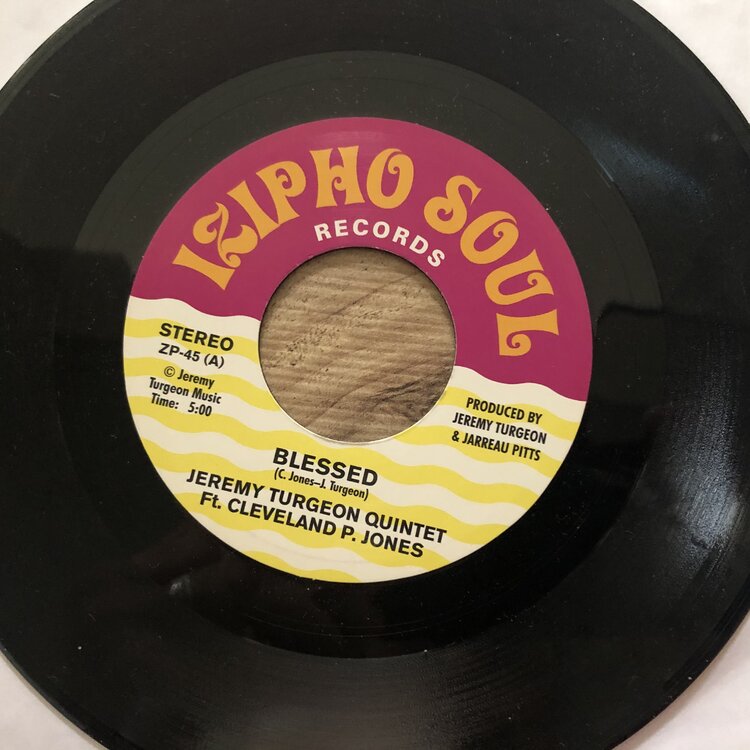 IZIPHO SOUL
RECORDS
STEREO
ZP-45 (A)
© Jeremy
Turgeon Music
Time: 5:00
PRODUCED BY
JEREMY TURGEON
& JARREAU PITTS
BLESSED
(C. Jones–J. Turgeon)
JEREMY TURGEON QUINTET
Ft. CLEVELAND P. JONES